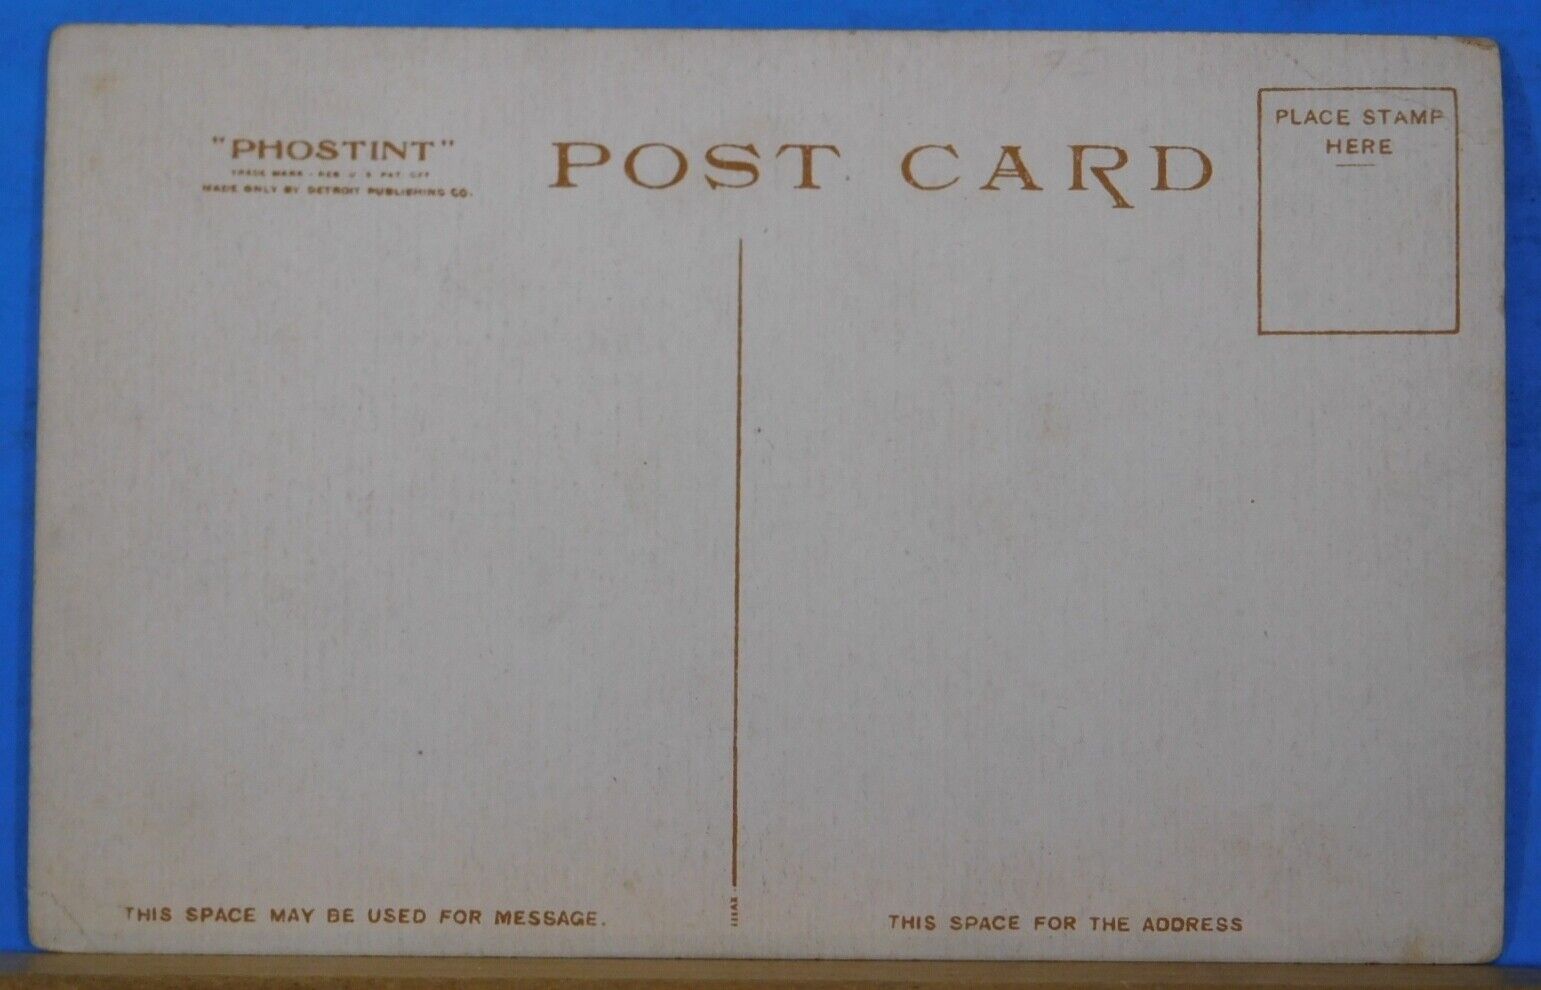 "PHOSTINT"
TRADE MARK - REG U S PAT. OFF
MADE ONLY BY DETROIT PUBLISHING CO.
POST CARD
PLACE STAMP
HERE
THIS SPACE MAY BE USED FOR MESSAGE.
THIS SPACE FOR THE ADDRESS